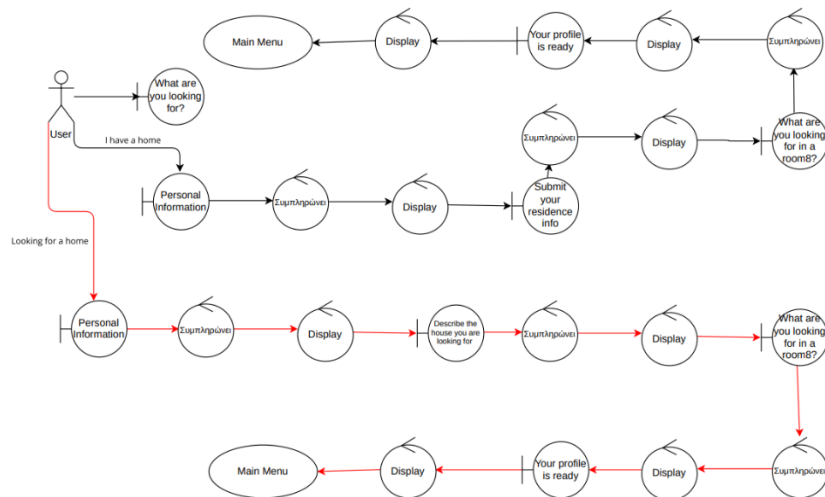 Main Menu
Display
Your profile
is ready
Display
Συμπληρώνει
What are
you looking
for?
User
I have a home
Συμπληρώνει
Display
What are
you looking
for in a
room8?
Personal
Information
Συμπληρώνει
Display
Submit
your
residence
info
Looking for a home
Personal
Information
Συμπληρώνει
Display
Describe the
house you are
looking for
Συμπληρώνει
Display
What are
you looking
for in a
room8?
Main Menu
Display
Your profile
is ready
Display
Συμπληρώνει